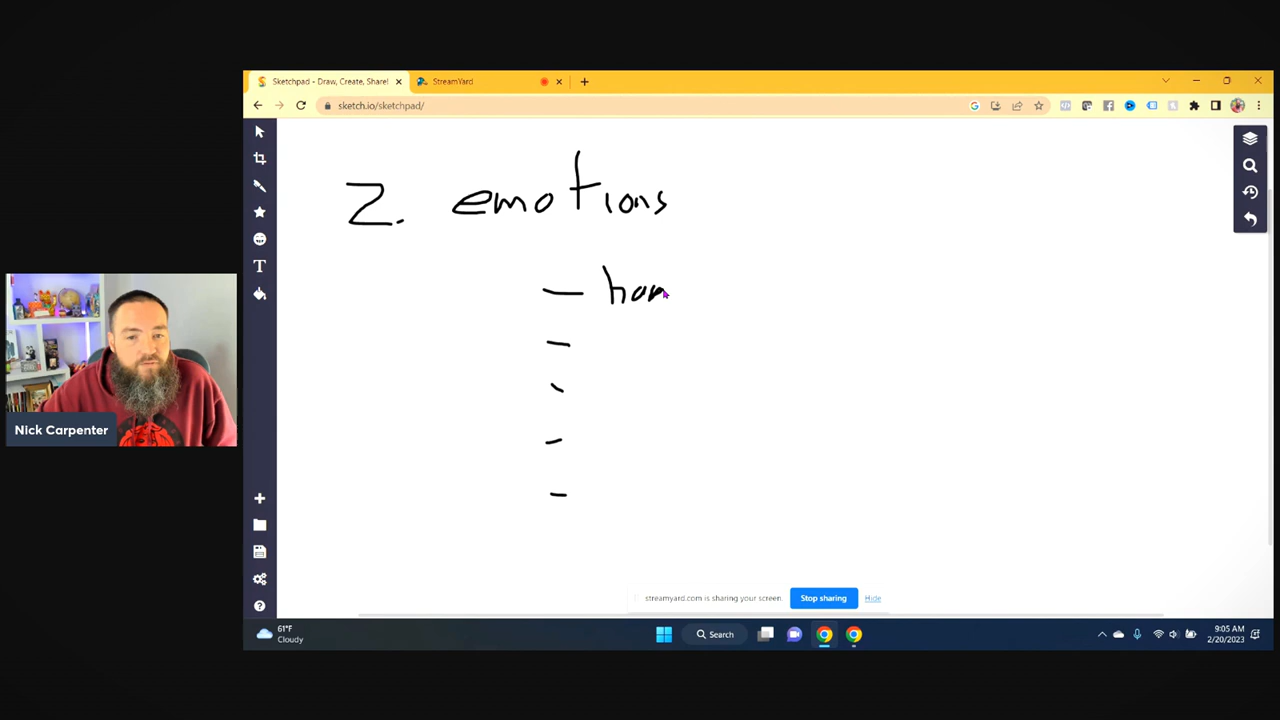 Sketchpad - Draw, Create, Share!
StreamYard
sketch.io/sketchpad/
2. emotions
—
-
-
-
-
T
Nick Carpenter
streamyard.com is sharing your screen.
Stop sharing
Hide
61°F
Cloudy
Search
9:05 AM
2/20/2023